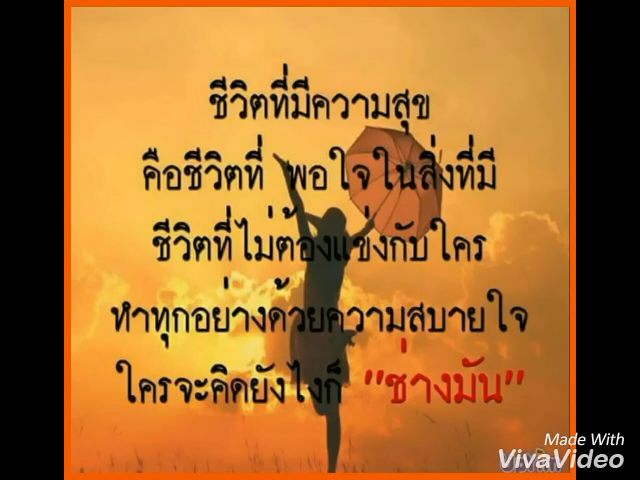 ชีวิตที่มีความสุข
คือชีวิตที่ พอใจในสิ่งที่มี
ชีวิตที่ไม่ต้องแข่งกับใคร
ทำทุกอย่างด้วยความสบายใจ
ใครจะคิดยังไงก็ "ช่างมัน"
Made With
VivaVideo